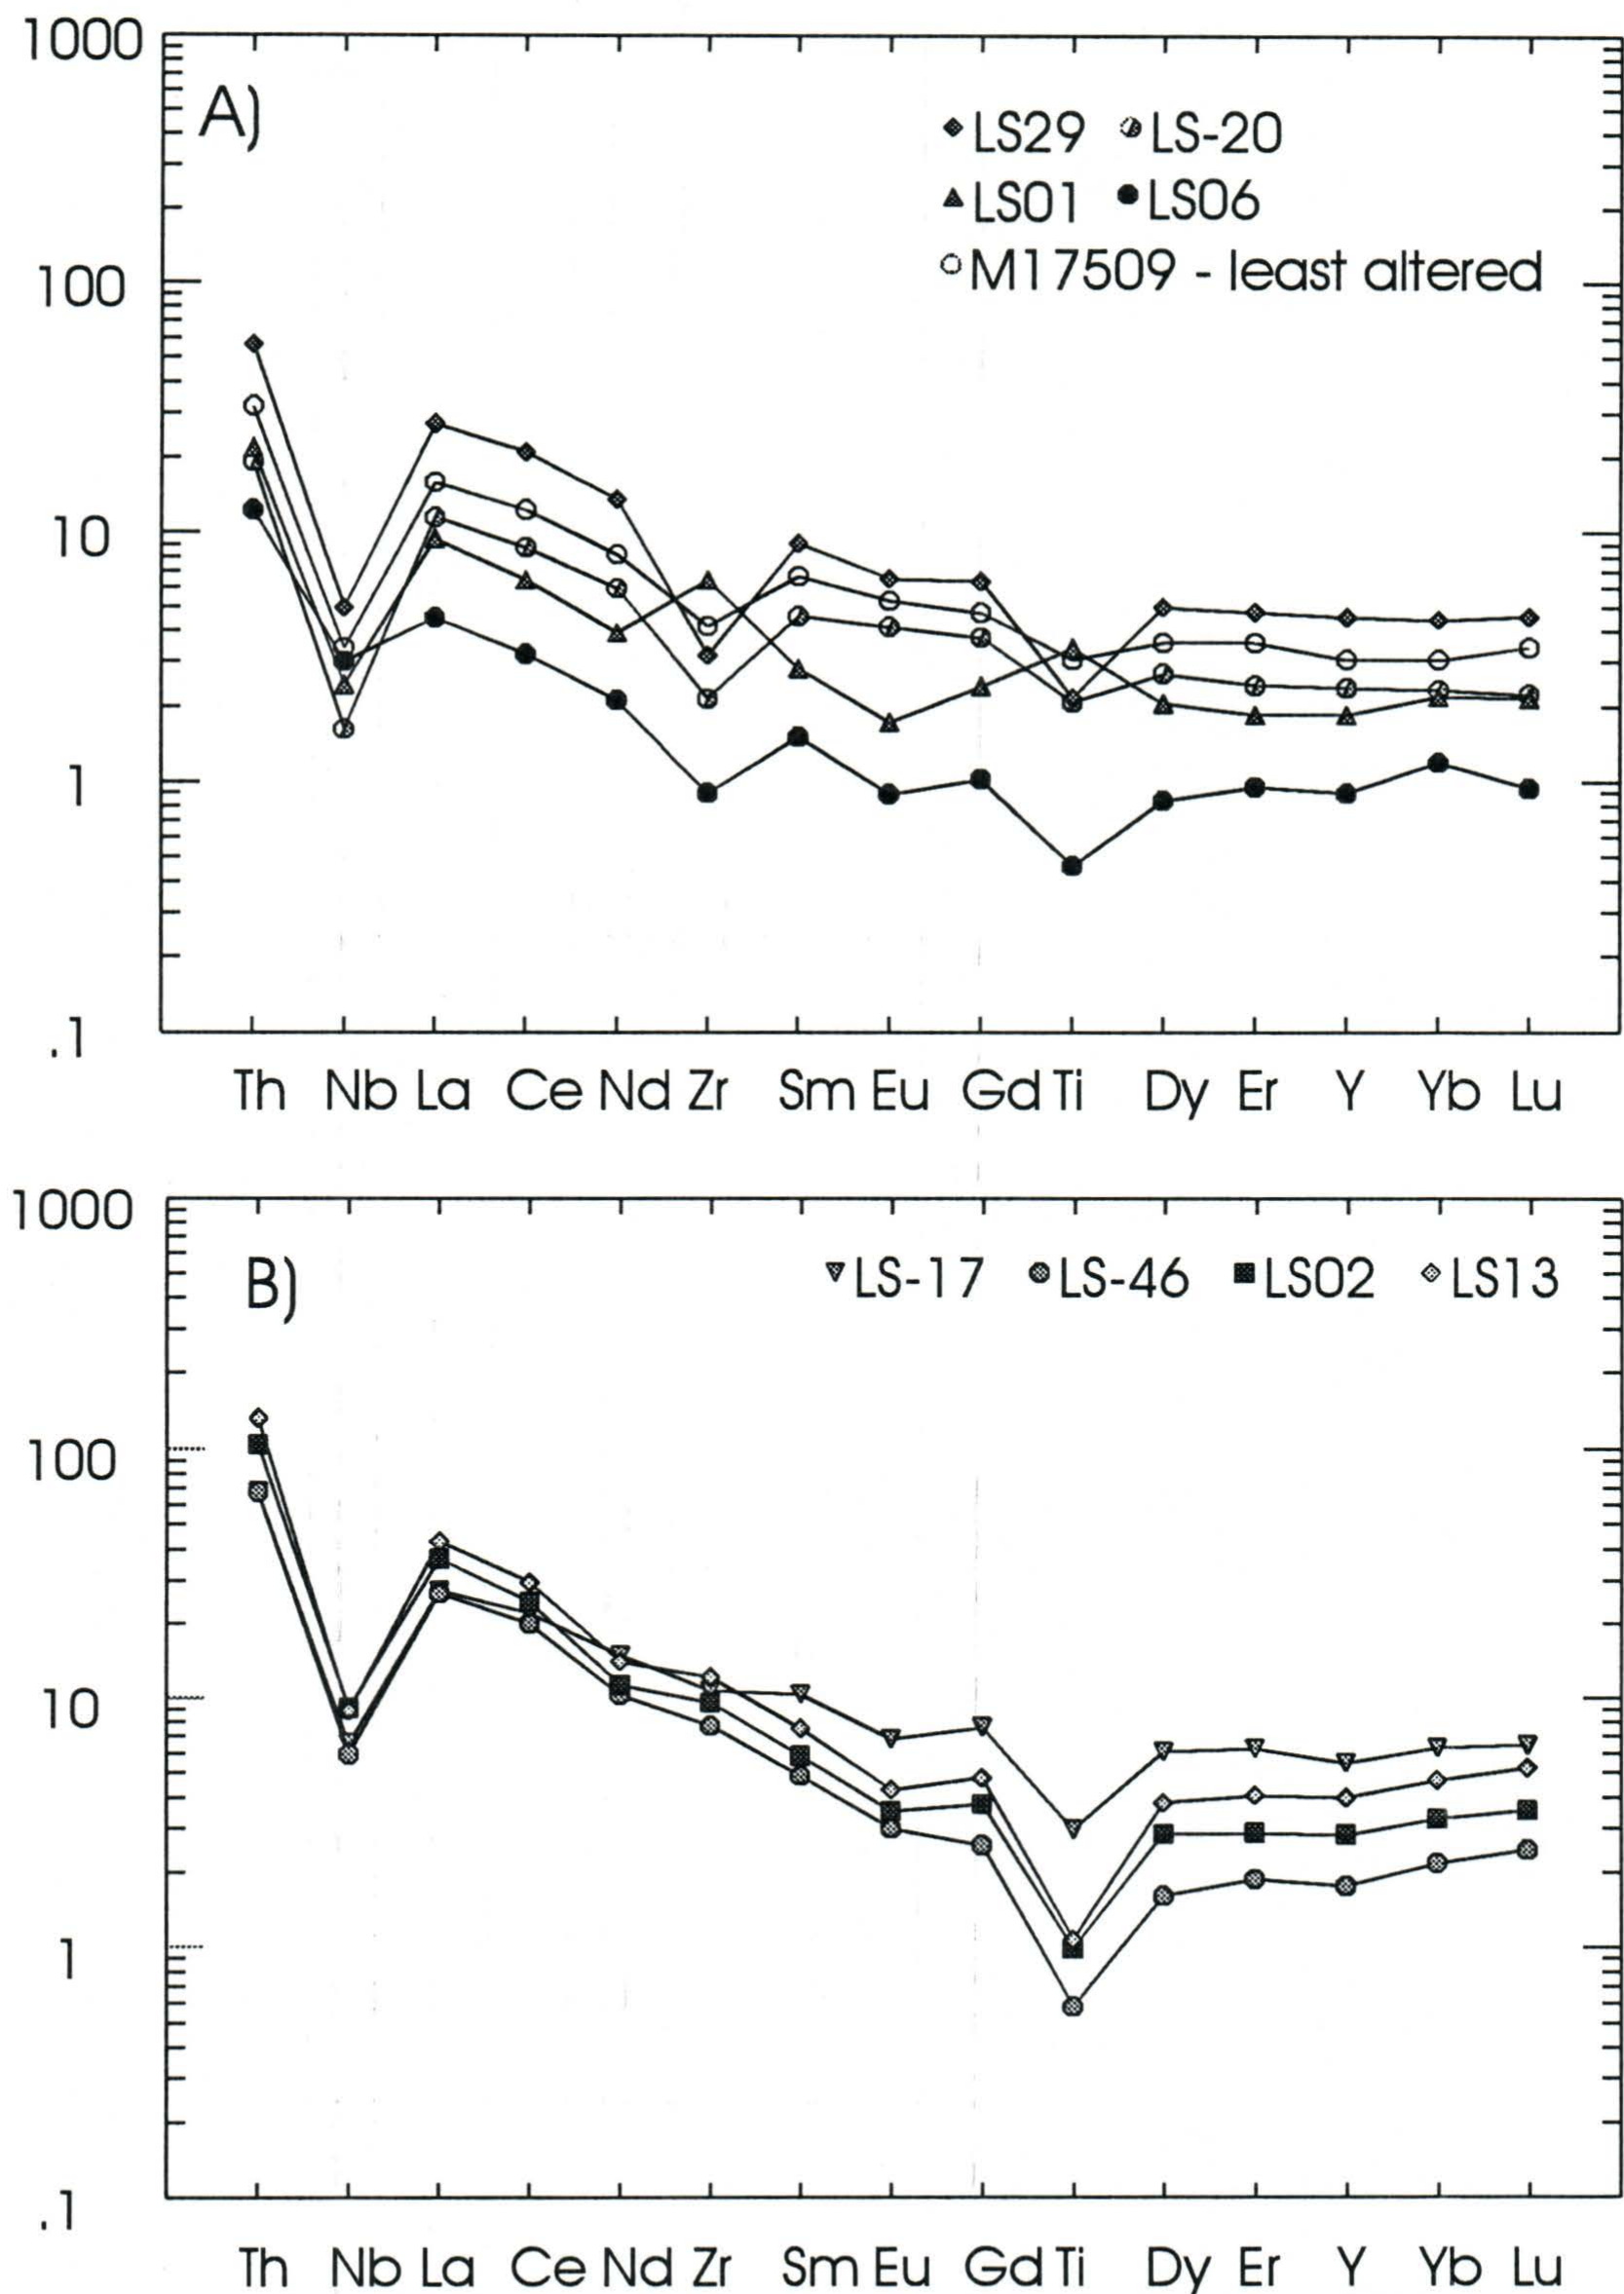 1000
A)
LS29 LS-20
LS01 LS06
M17509 - least altered
100
10
1
.1
Th Nb La Ce Nd Zr Sm Eu Gd Ti Dy Er Y Yb Lu
1000
B)
LS-17 LS-46 LS02 LS13
100
10
1
.1
Th Nb La Ce Nd Zr Sm Eu Gd Ti Dy Er Y Yb Lu